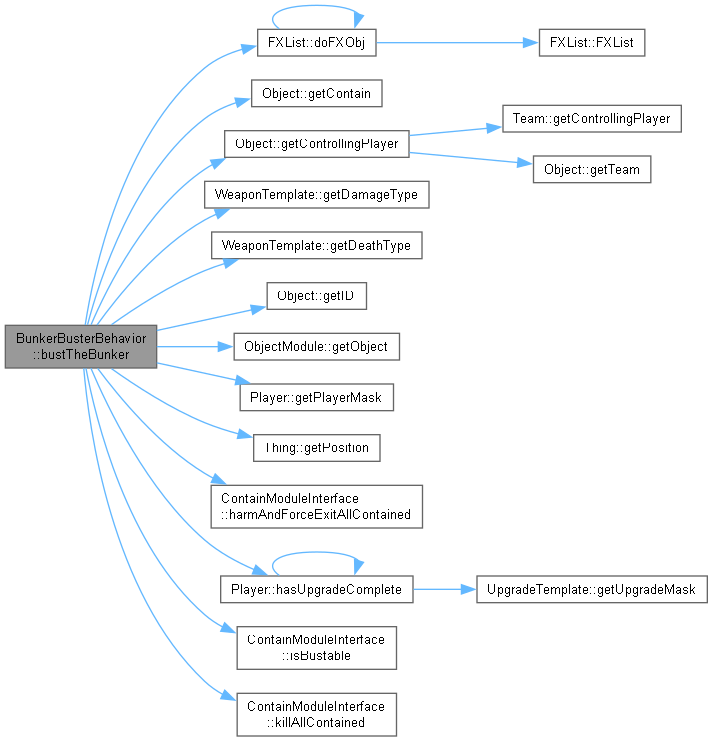 FXList::doFXObj
FXList::FXList
Object::getContain
Team::getControllingPlayer
Object::getControllingPlayer
Object::getTeam
WeaponTemplate::getDamageType
WeaponTemplate::getDeathType
Object::getID
BunkerBusterBehavior
::bustTheBunker
ObjectModule::getObject
Player::getPlayerMask
Thing::getPosition
ContainModuleInterface
::harmAndForceExitAllContained
Player::hasUpgradeComplete
UpgradeTemplate::getUpgradeMask
ContainModuleInterface
::isBustable
ContainModuleInterface
::killAllContained